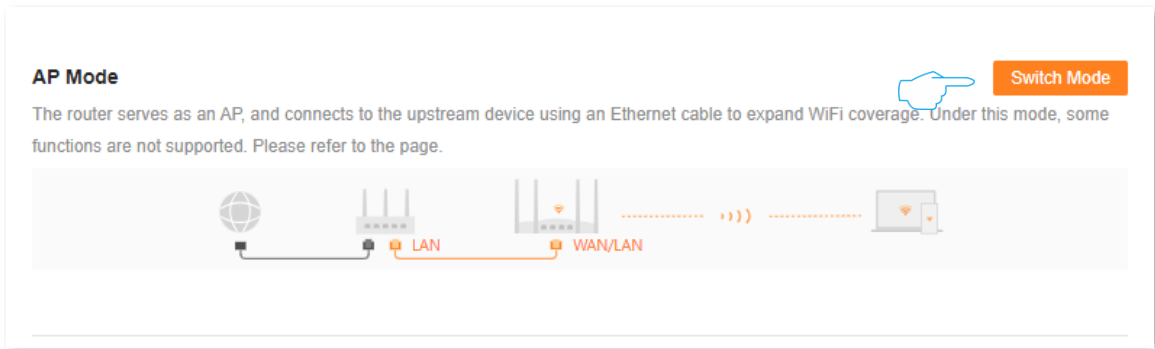 AP Mode
Switch Mode
The router serves as an AP, and connects to the upstream device using an Ethernet cable to expand WiFi coverage. Under this mode, some
functions are not supported. Please refer to the page.
LAN
WAN/LAN